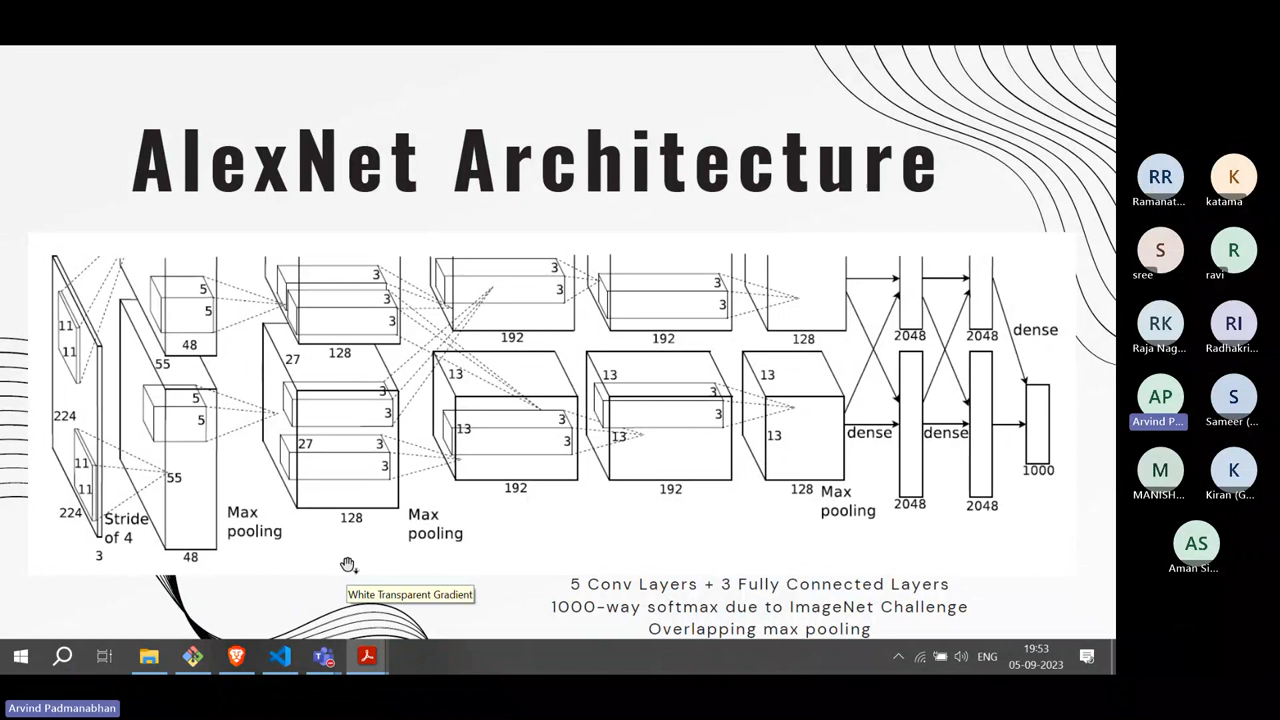 AlexNet Architecture
11
11
224
11
11
224
3
Stride
of 4
5
5
48
55
5
5
55
48
Max
pooling
3
3
3
128
27
3
3
27
3
3
128
Max
pooling
3
3
192
13
3
3
13
192
3
3
192
13
3
3
13
192
128
13
13
128
Max
pooling
2048
2048
dense
dense
dense
2048
2048
1000
5 Conv Layers + 3 Fully Connected Layers
1000-way softmax due to ImageNet Challenge
Overlapping max pooling
White Transparent Gradient
RR
Ramanat...
K
katama
S
sree
R
ravi
RK
Raja Nag...
RI
Radhakri...
AP
Arvind P...
S
Sameer (...
M
MANISH...
K
Kiran (G...
AS
Aman Si...
ENG
19:53
05-09-2023
Arvind Padmanabhan